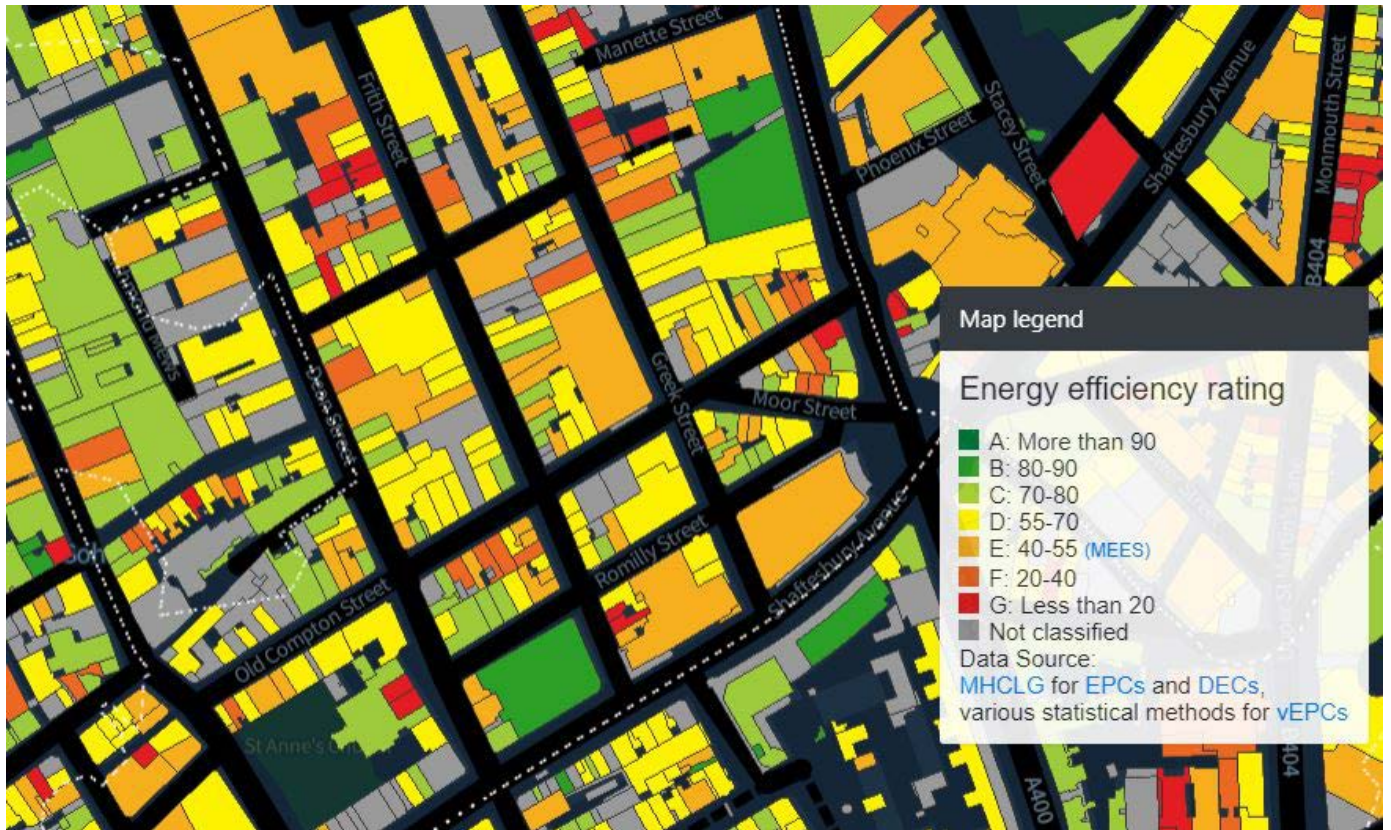 Manette Street
Frith Street
Phoenix Street
Stacey Street
Shaftesbury Avenue
Monmouth Street
B404
Dean Street
Greek Street
Moor Street
Romilly Street
Shaftesbury Avenue
Old Compton Street
St Anne's
A400
Map legend
Energy efficiency rating
A: More than 90
B: 80-90
C: 70-80
D: 55-70
E: 40-55 (MEES)
F: 20-40
G: Less than 20
Not classified
Data Source:
MHCLG for EPCs and DECs,
various statistical methods for vEPCs